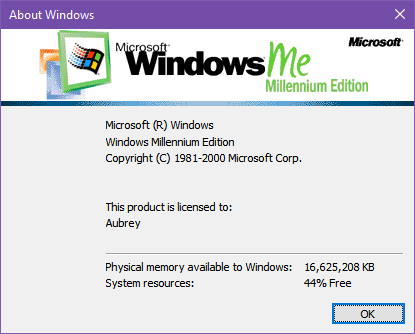 About Windows
Microsoft®
Microsoft®
Windows Me
Millennium Edition
Microsoft (R) Windows
Windows Millennium Edition
Copyright (C) 1981-2000 Microsoft Corp.
This product is licensed to:
Aubrey
Physical memory available to Windows: 16,625,208 KB
System resources: 44% Free
OK